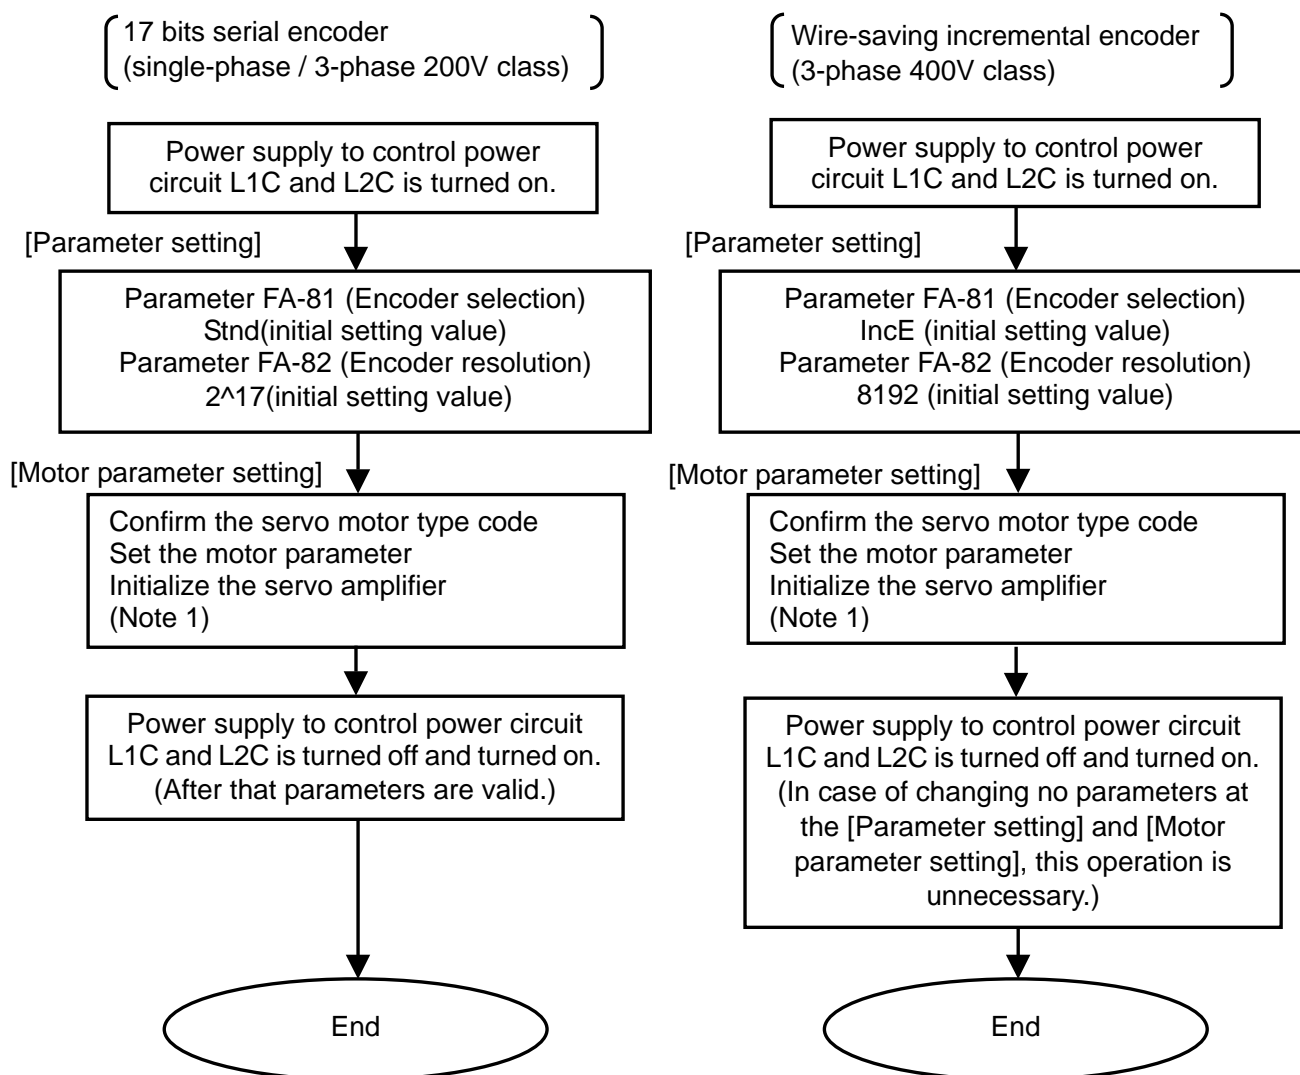 17 bits serial encoder
(single-phase / 3-phase 200V class)
Power supply to control power
circuit L1C and L2C is turned on.
[Parameter setting]
Parameter FA-81 (Encoder selection)
Stnd(initial setting value)
Parameter FA-82 (Encoder resolution)
2^17(initial setting value)
[Motor parameter setting]
Confirm the servo motor type code
Set the motor parameter
Initialize the servo amplifier
(Note 1)
Power supply to control power circuit
L1C and L2C is turned off and turned on.
(After that parameters are valid.)
End
Wire-saving incremental encoder
(3-phase 400V class)
Power supply to control power
circuit L1C and L2C is turned on.
[Parameter setting]
Parameter FA-81 (Encoder selection)
IncE (initial setting value)
Parameter FA-82 (Encoder resolution)
8192 (initial setting value)
[Motor parameter setting]
Confirm the servo motor type code
Set the motor parameter
Initialize the servo amplifier
(Note 1)
Power supply to control power circuit
L1C and L2C is turned off and turned on.
(In case of changing no parameters at
the [Parameter setting] and [Motor
parameter setting], this operation is
unnecessary.)
End